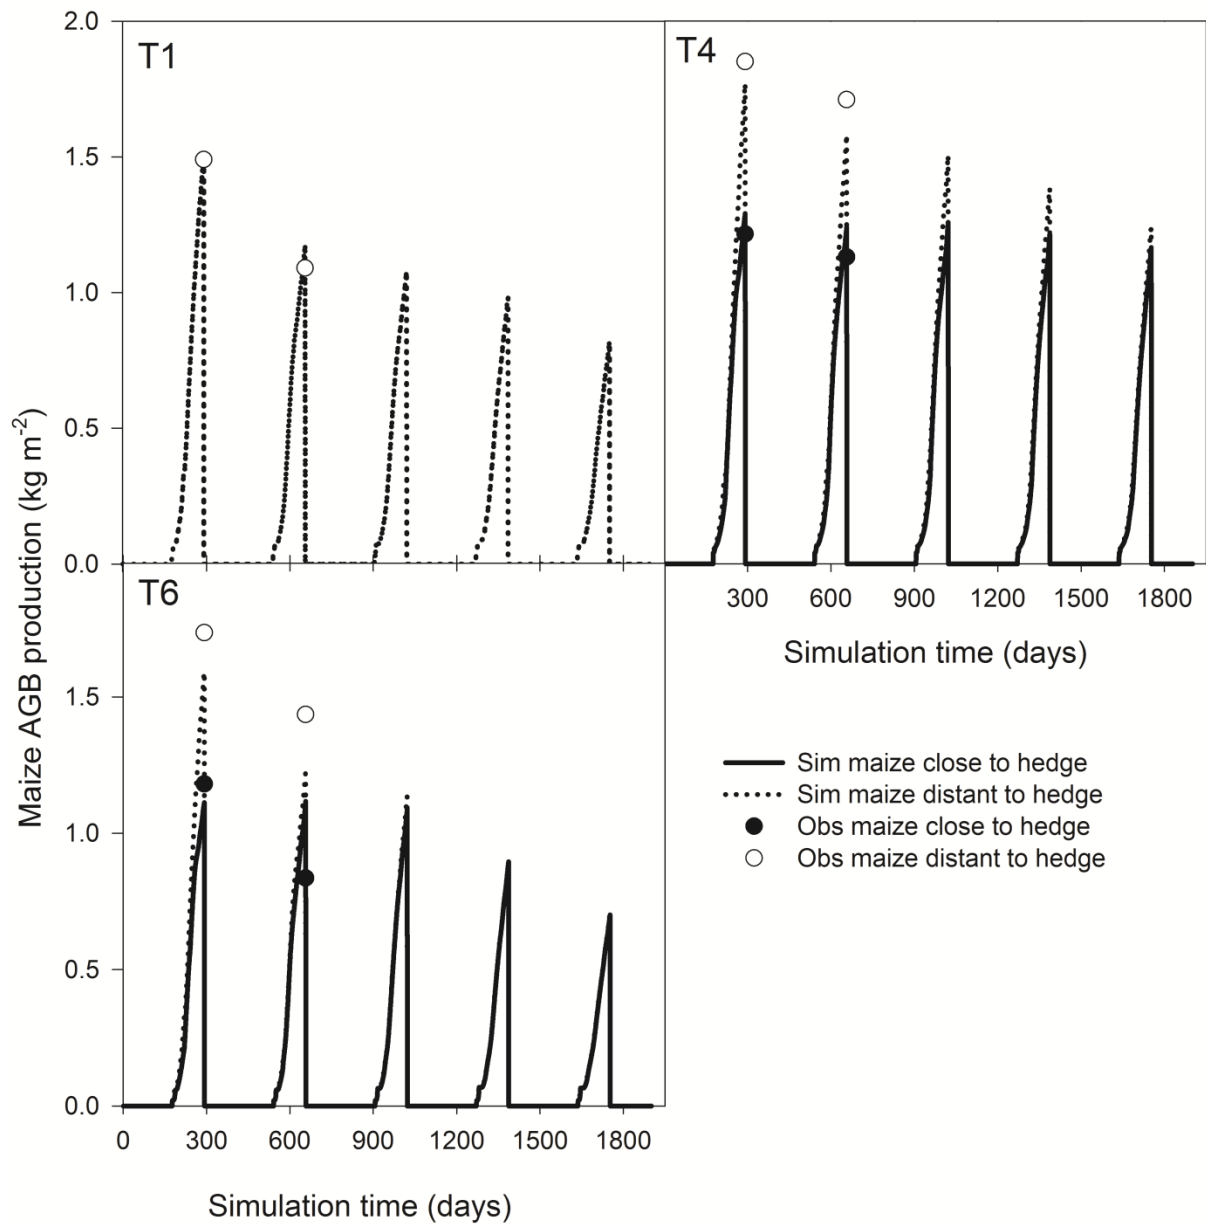 2.0
T1
T4
1.5
1.0
0.5
0.0
300 600 900 1200 1500 1800
Simulation time (days)
T6
1.5
1.0
0.5
0.0
0 300 600 900 1200 1500 1800
Simulation time (days)
Maize AGB production (kg m-2)
Sim maize close to hedge
Sim maize distant to hedge
Obs maize close to hedge
Obs maize distant to hedge